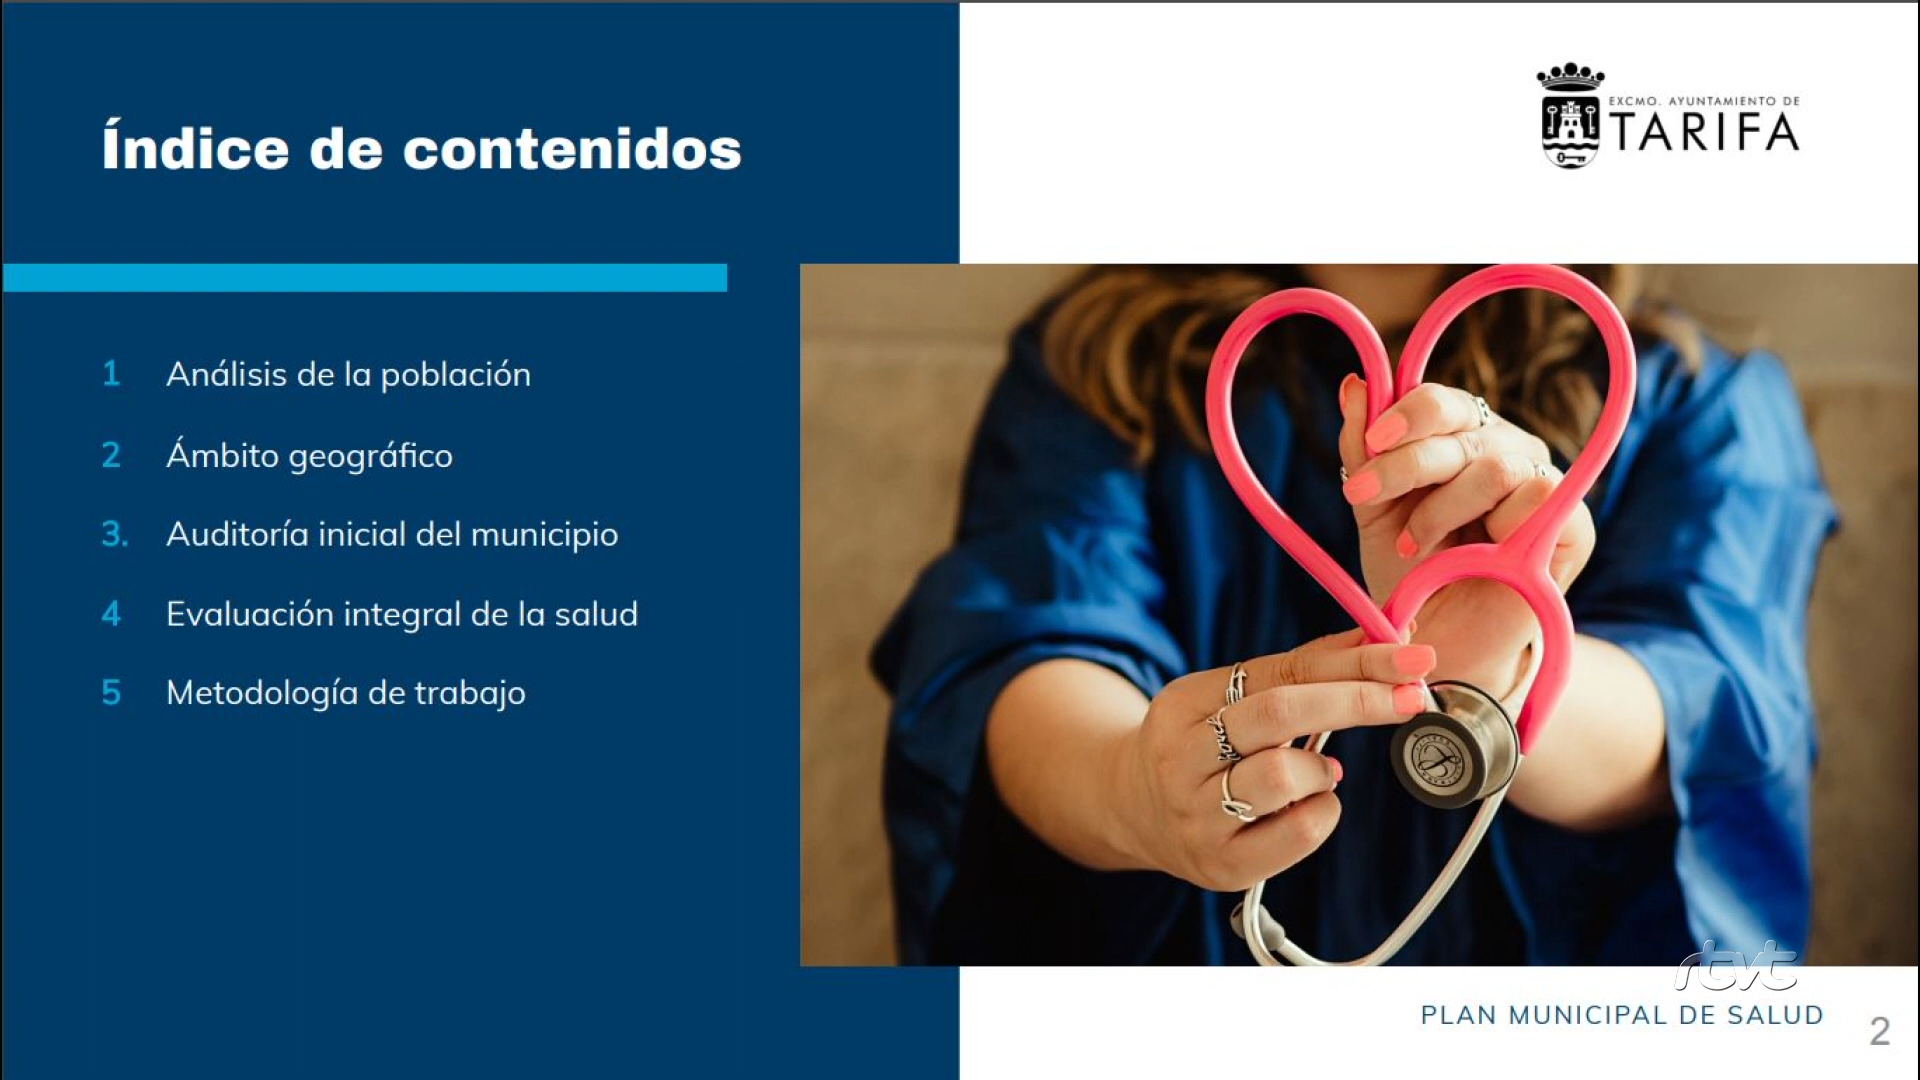 Índice de contenidos
EXCMO. AYUNTAMIENTO DE
TARIFA
1 Análisis de la población
2 Ámbito geográfico
3. Auditoría inicial del municipio
4 Evaluación integral de la salud
5 Metodología de trabajo
rtvt
PLAN MUNICIPAL DE SALUD
2